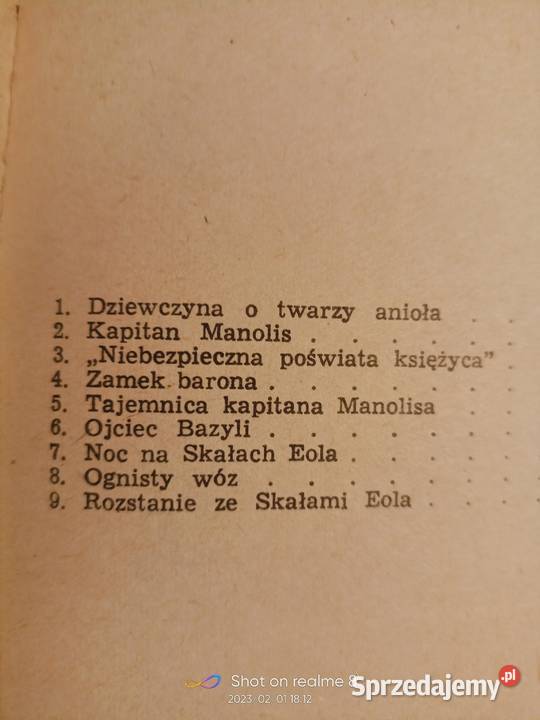 1. Dziewczyna o twarzy anioła . .
2. Kapitan Manolis . . . . . .
3. „Niebezpieczna poświata księżyca” .
4. Zamek barona . . . . . . .
5. Tajemnica kapitana Manolisa . .
6. Ojciec Bazyli . . . . . . .
7. Noc na Skałach Eola . . . . .
8. Ognisty wóz . . . . . . .
9. Rozstanie ze Skałami Eola . . .
Shot on realme 8
2023. 02. 01 18:12
Sprzedajemy.pl